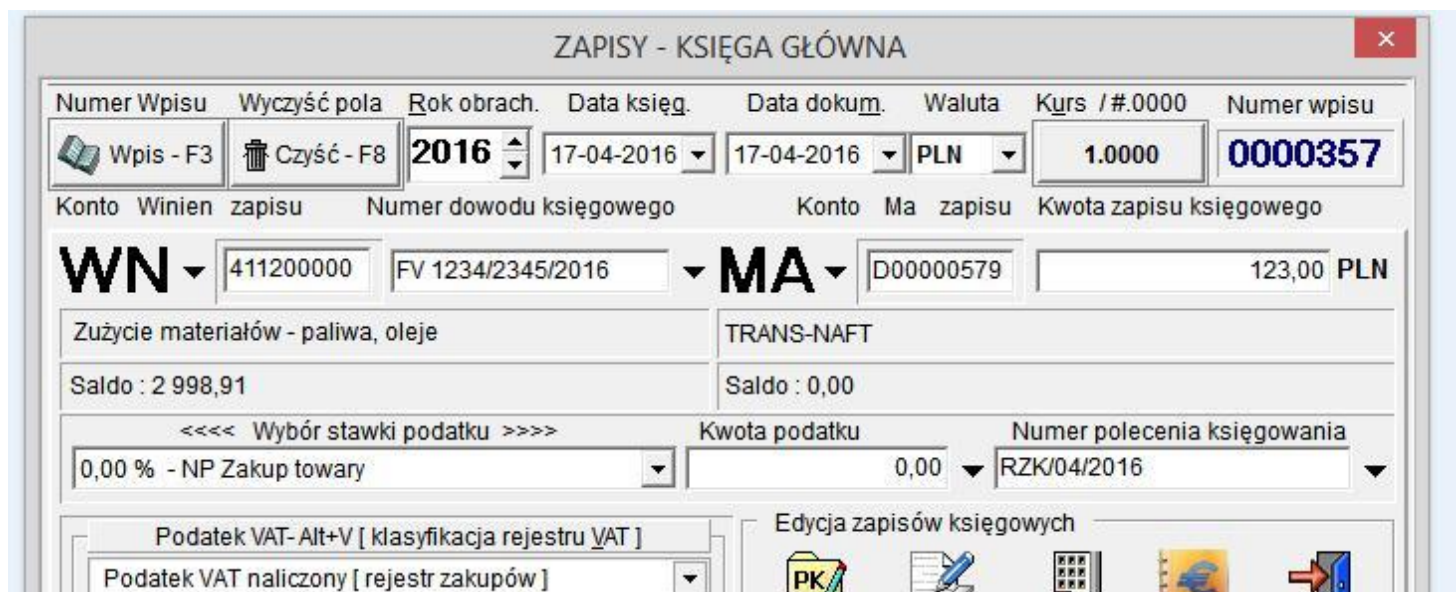 ZAPISY - KSIĘGA GŁÓWNA
Numer Wpisu Wyczyść pola Rok obrach. Data księg. Data dokum. Waluta Kurs / #.0000 Numer wpisu
Wpis - F3 Czyść - F8 2016 17-04-2016 17-04-2016 PLN 1.0000 0000357
Konto Winien zapisu Numer dowodu księgowego Konto Ma zapisu Kwota zapisu księgowego
WN 411200000 FV 1234/2345/2016 MA D00000579 123,00 PLN
Zużycie materiałów - paliwa, oleje TRANS-NAFT
Saldo : 2 998,91 Saldo : 0,00
<<<< Wybór stawki podatku >>>> Kwota podatku Numer polecenia księgowania
0,00 % - NP Zakup towary 0,00 RZK/04/2016
Podatek VAT- Alt+V [ klasyfikacja rejestru VAT ] Edycja zapisów księgowych
Podatek VAT naliczony [ rejestr zakupów ] PK